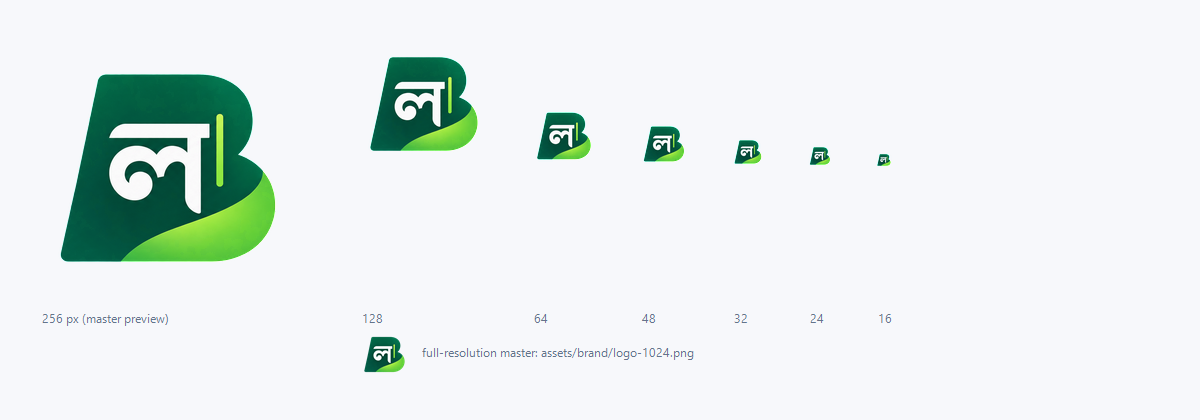 ল
256 px (master preview)
128
64
48
32
24
16
full-resolution master: assets/brand/logo-1024.png